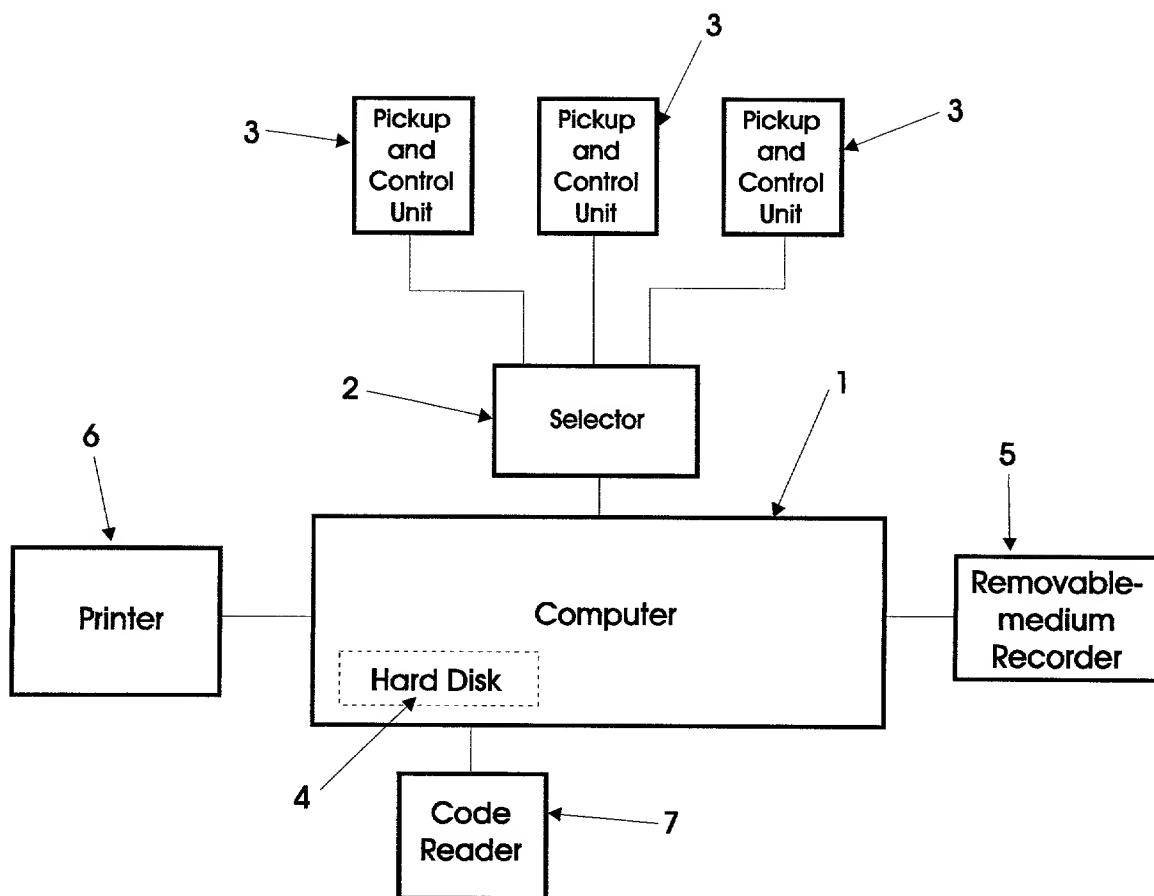 3
3
3
Pickup
and
Control
Unit
Pickup
and
Control
Unit
Pickup
and
Control
Unit
2
1
Selector
6
5
Printer
Computer
Removable-
medium
Recorder
Hard Disk
4
7
Code
Reader